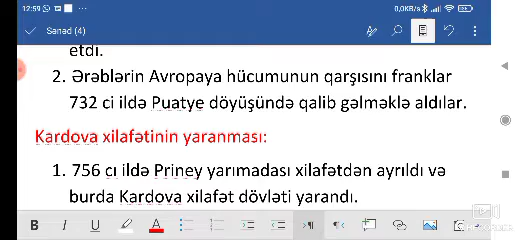 12:59
0,0KB/s
Sənəd (4)
etdi.
2. Ərəblərin Avropaya hücumunun qarşısını franklar
732 ci ildə Puatye döyüşündə qalib gəlməklə aldılar.
Kardova xilafətinin yaranması:
1. 756 cı ildə Priney yarımadası xilafətdən ayrıldı və
burda Kardova xilafət dövləti yarandı.
B I U A